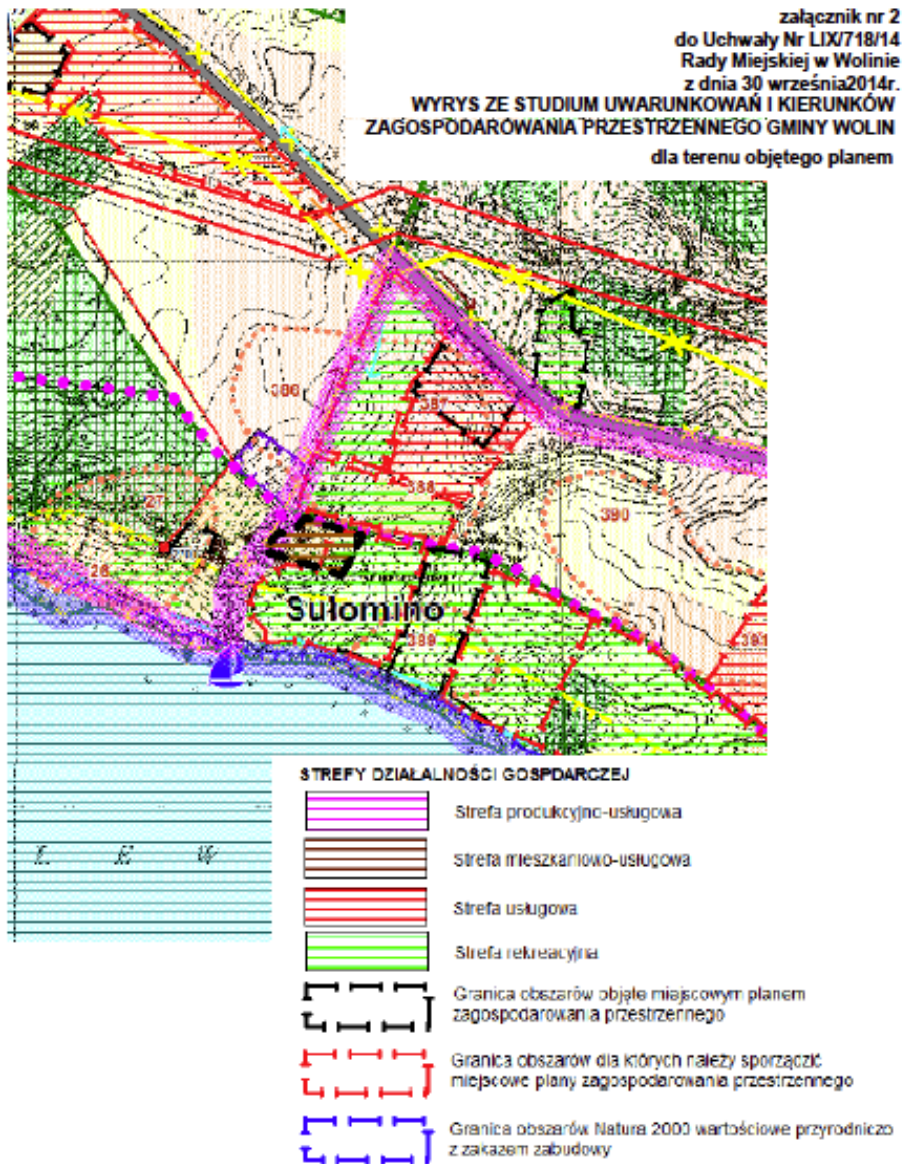 załącznik nr 2
do Uchwały Nr LIX/718/14
Rady Miejskiej w Wolinie
z dnia 30 września2014r.
WYRYS ZE STUDIUM UWARUNKOWAŃ I KIERUNKÓW
ZAGOSPODAROWANIA PRZESTRZENNEGO GMINY WOLIN
dla terenu objętego planem
386
387
388
27
390
26
Sułomino
389
391
STREFY DZIAŁALNOŚCI GOSPDARCZEJ
Strefa produkcyjno-usługowa
Strefa mieszkaniowo-usługowa
Strefa usługowa
Strefa rekreacyjna
Granica obszarów objęte miejscowym planem
zagospodarowania przestrzennego
Granica obszarów dla których należy sporządzić
miejscowe plany zagospodarowania przestrzennego
Granica obszarów Natura 2000 wartościowe przyrodniczo
z zakazem zabudowy